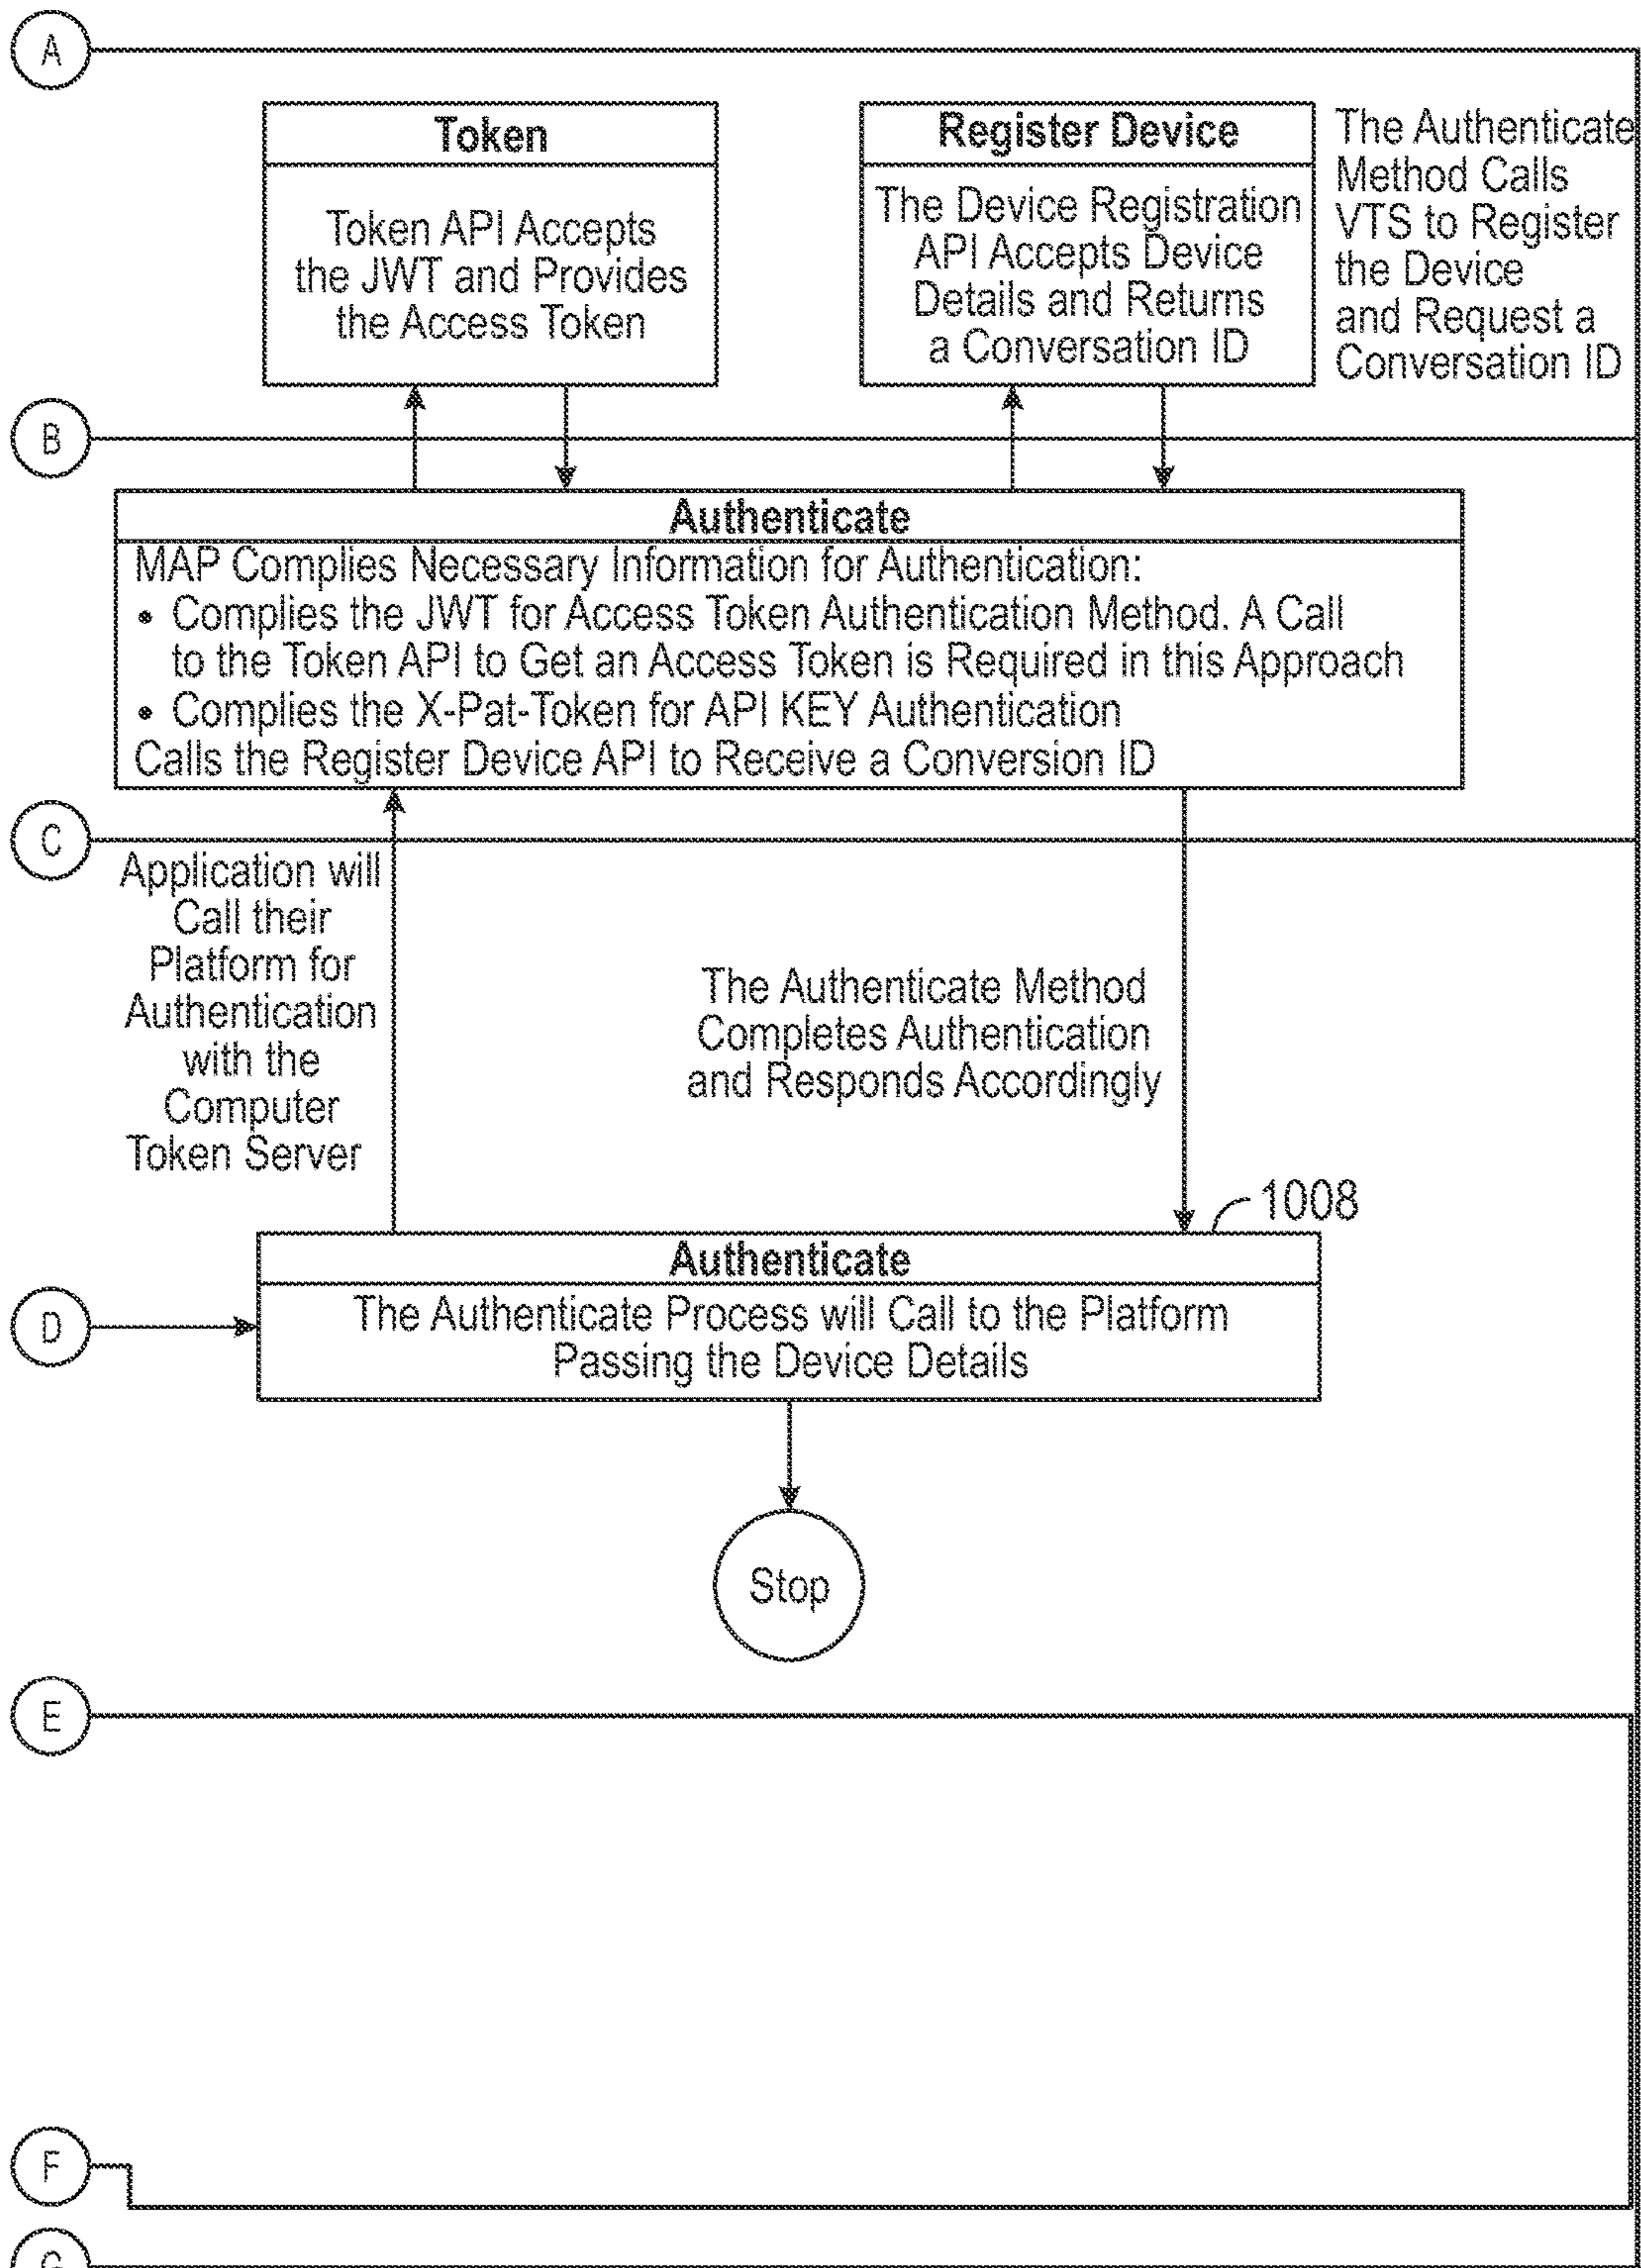 A
Token
Token API Accepts
the JWT and Provides
the Access Token
Register Device
The Device Registration
API Accepts Device
Details and Returns
a Conversation ID
The Authenticate
Method Calls
VTS to Register
the Device
and Request a
Conversation ID
B
Authenticate
MAP Complies Necessary Information for Authentication:
• Complies the JWT for Access Token Authentication Method. A Call
to the Token API to Get an Access Token is Required in this Approach
• Complies the X-Pat-Token for API KEY Authentication
Calls the Register Device API to Receive a Conversion ID
C
Application will
Call their
Platform for
Authentication
with the
Computer
Token Server
The Authenticate Method
Completes Authentication
and Responds Accordingly
1008
Authenticate
The Authenticate Process will Call to the Platform
Passing the Device Details
D
Stop
E
F